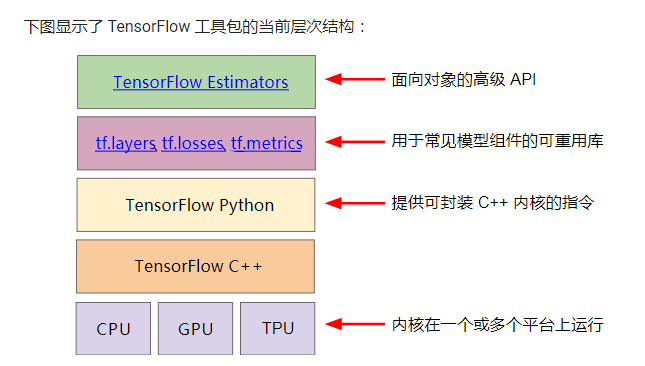 下图显示了 TensorFlow 工具包的当前层次结构：
TensorFlow Estimators
面向对象的高级 API
tf.layers, tf.losses, tf.metrics
用于常见模型组件的可重用库
TensorFlow Python
提供可封装 C++ 内核的指令
TensorFlow C++
CPU GPU TPU
内核在一个或多个平台上运行